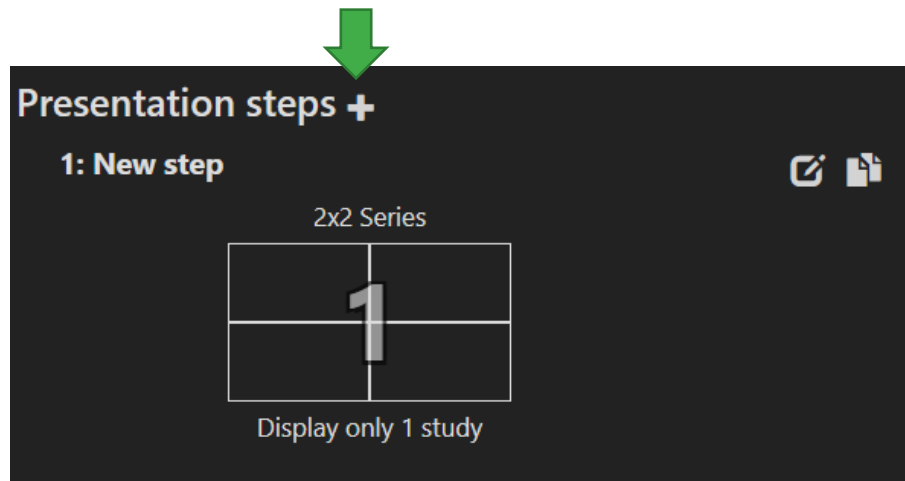 Presentation steps +
1: New step
2x2 Series
1
Display only 1 study